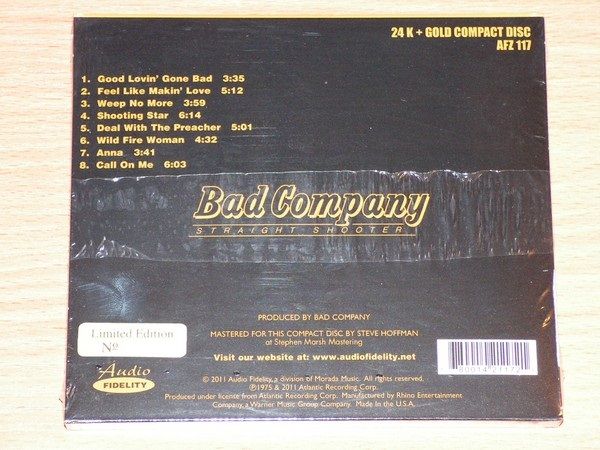 24 K + GOLD COMPACT DISC
AFZ 117
1. Good Lovin' Gone Bad 3:35
2. Feel Like Makin' Love 5:12
3. Weep No More 3:59
4. Shooting Star 6:14
5. Deal With The Preacher 5:01
6. Wild Fire Woman 4:32
7. Anna 3:41
8. Call On Me 6:03
Bad Company
STRAIGHT SHOOTER
PRODUCED BY BAD COMPANY
MASTERED FOR THIS COMPACT DISC BY STEVE HOFFMAN
at Stephen Marsh Mastering
Visit our website at: www.audiofidelity.net
Limited Edition
Nº
Audio
FIDELITY
© 2011 Audio Fidelity, a division of Morada Music. All rights reserved.
℗1975 & 2011 Atlantic Recording Corp.
Produced under license from Atlantic Recording Corp. Manufactured by Rhino Entertainment
Company, a Warner Music Group Company. Made in the U.S.A.